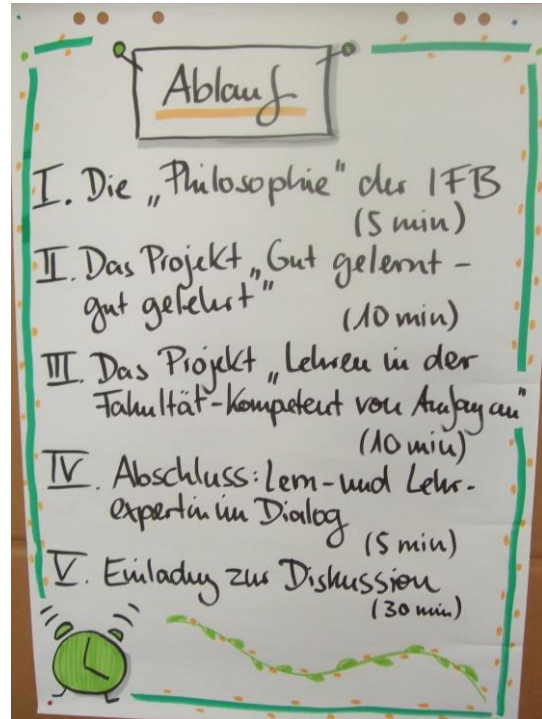 Ablauf
I. Die „Philosophie" der IFB
(5 min)
II. Das Projekt „Gut gelernt -
gut gelehrt"
(10 min)
III. Das Projekt „Lehren in der
Fakultät - Kompetent von Anfang an"
(10 min)
IV. Abschluss: Lern- und Lehr-
expertin im Dialog
(5 min)
V. Einladung zur Diskussion
(30 min)